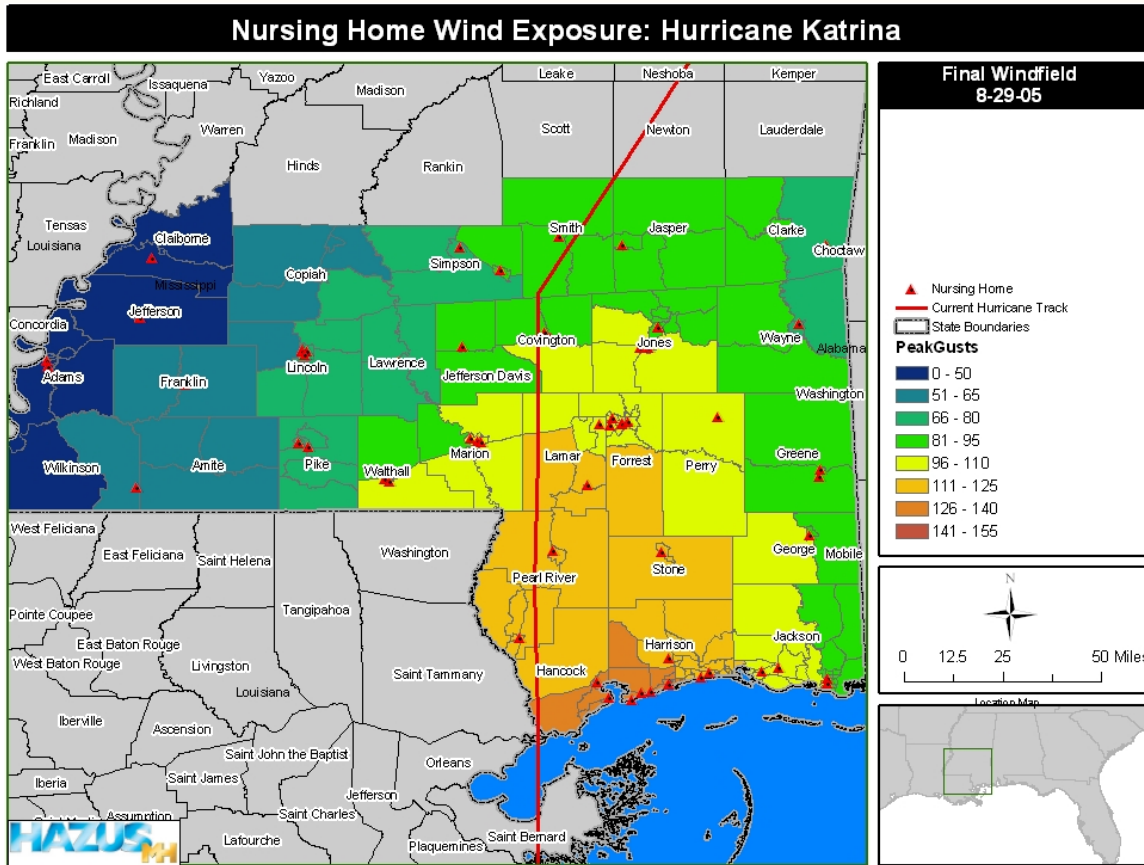 Nursing Home Wind Exposure: Hurricane Katrina
Final Windfield
8-29-05
East Carroll
Issaquena
Yazoo
Madison
Leake
Neshoba
Kemper
Richland
Madison
Franklin
Warren
Hinds
Rankin
Scott
Newton
Lauderdale
Tensas
Louisiana
Claiborne
Mississippi
Copiah
Simpson
Smith
Jasper
Clarke
Choctaw
Concordia
Jefferson
Adams
Franklin
Lincoln
Lawrence
Jefferson Davis
Covington
Jones
Wayne
Alabama
Washington
Wilkinson
Amite
Pike
Walthall
Marion
Lamar
Forrest
Perry
Greene
West Feliciana
East Feliciana
Saint Helena
Washington
Pearl River
Stone
George
Mobile
Pointe Coupee
Tangipahoa
East Baton Rouge
West Baton Rouge
Livingston
Louisiana
Saint Tammany
Hancock
Harrison
Jackson
Iberville
Ascension
Saint John the Baptist
Orleans
Iberia
Saint James
Jefferson
Assumption
Saint Charles
Lafourche
Plaquemines
Saint Bernard
HAZUS MH
Nursing Home
Current Hurricane Track
State Boundaries
PeakGusts
0 - 50
51 - 65
66 - 80
81 - 95
96 - 110
111 - 125
126 - 140
141 - 155
N
0 12.5 25 50 Miles
Location Map